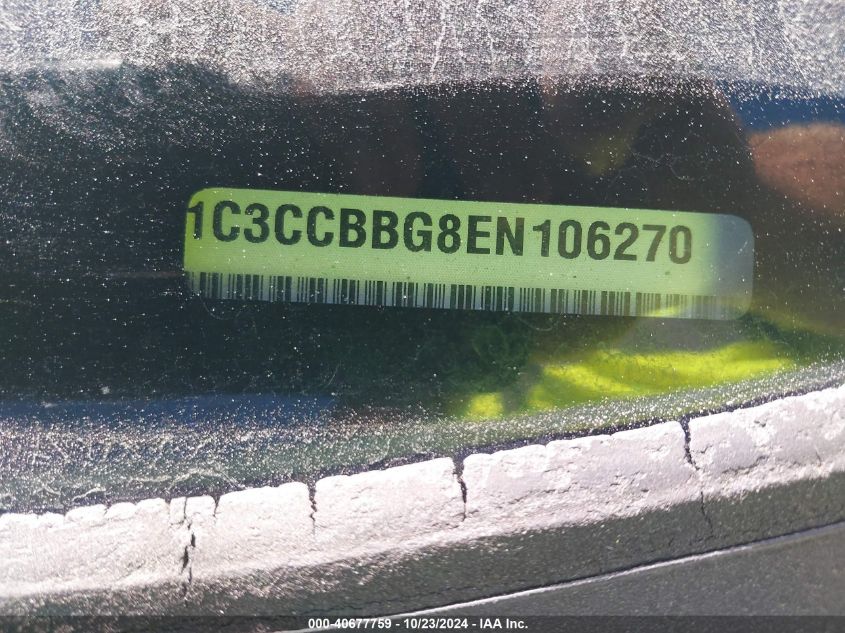 1C3CCBBG8EN106270
000-40677759 - 10/23/2024 - IAA, Inc.